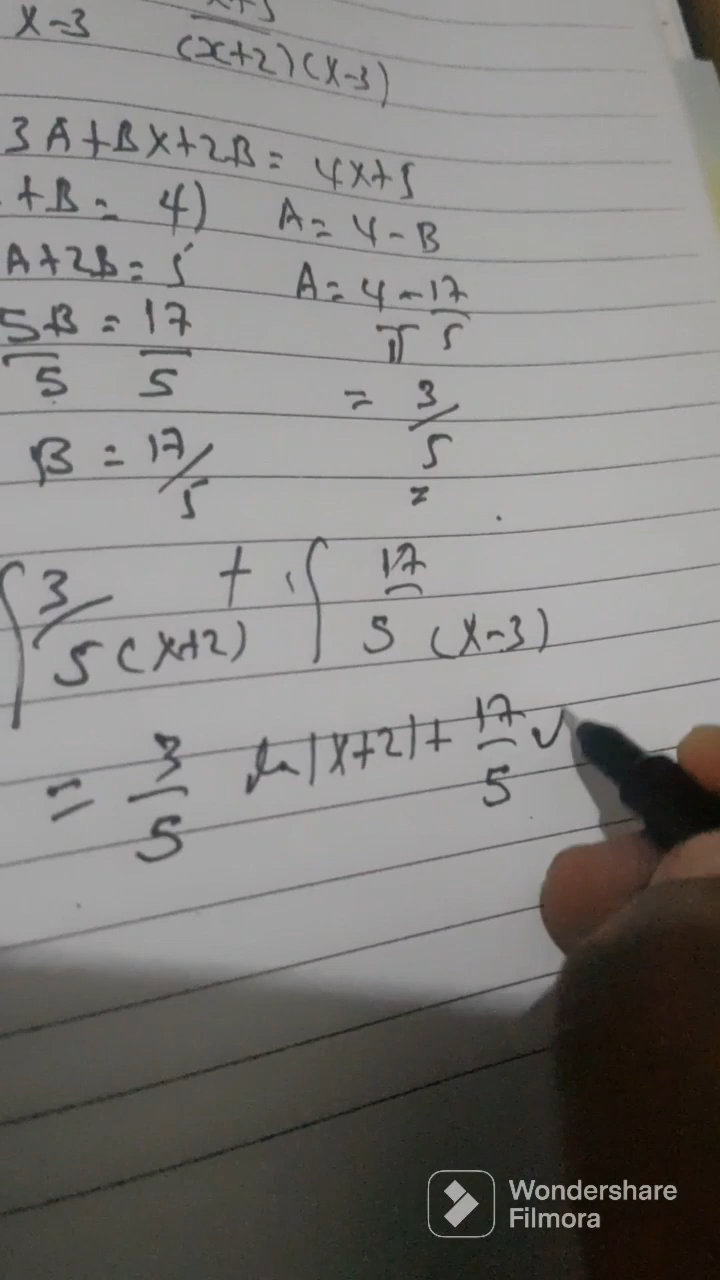 x-3 x+5
(x+2)(x-3)
3A+Bx+2B= 4x+5
+B= 4) A= 4-B
A+2B=5 A= 4-17
5B = 17 5
5 5 = 3/5
B = 17/5
3/5(x+2) + ∫ 17
5 (x-3)
= 3/5 ln|x+2|+ 17/5
Wondershare
Filmora